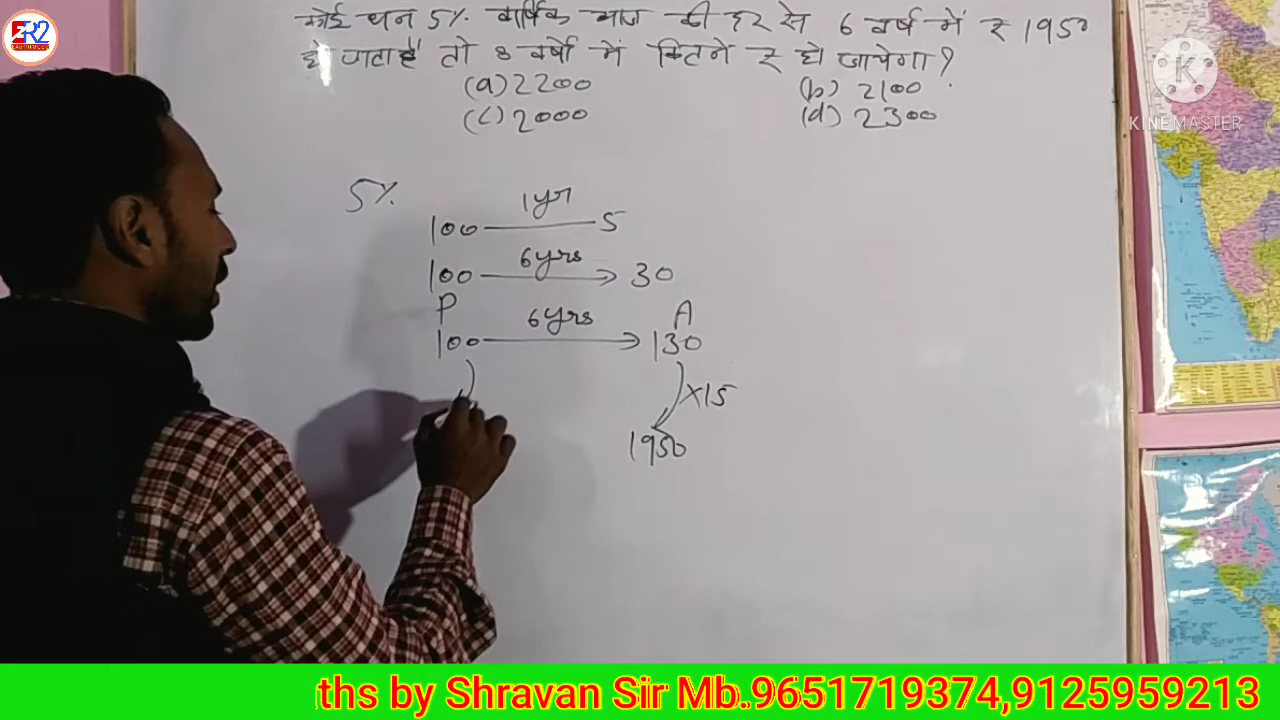 कोई धन 5% वार्षिक ब्याज की दर से 6 वर्ष में ₹ 1950
हो जाता है तो 8 वर्षो में कितने ₹ हो जायेगा?
(a) 2200 (b) 2100
(c) 2000 (d) 2300
5%
1yr
100 5
6yrs
100 30
P 6yrs A
100 130
×15
1950
ER2
K
KINEMASTER
ths by Shravan Sir Mb.9651719374,9125959213